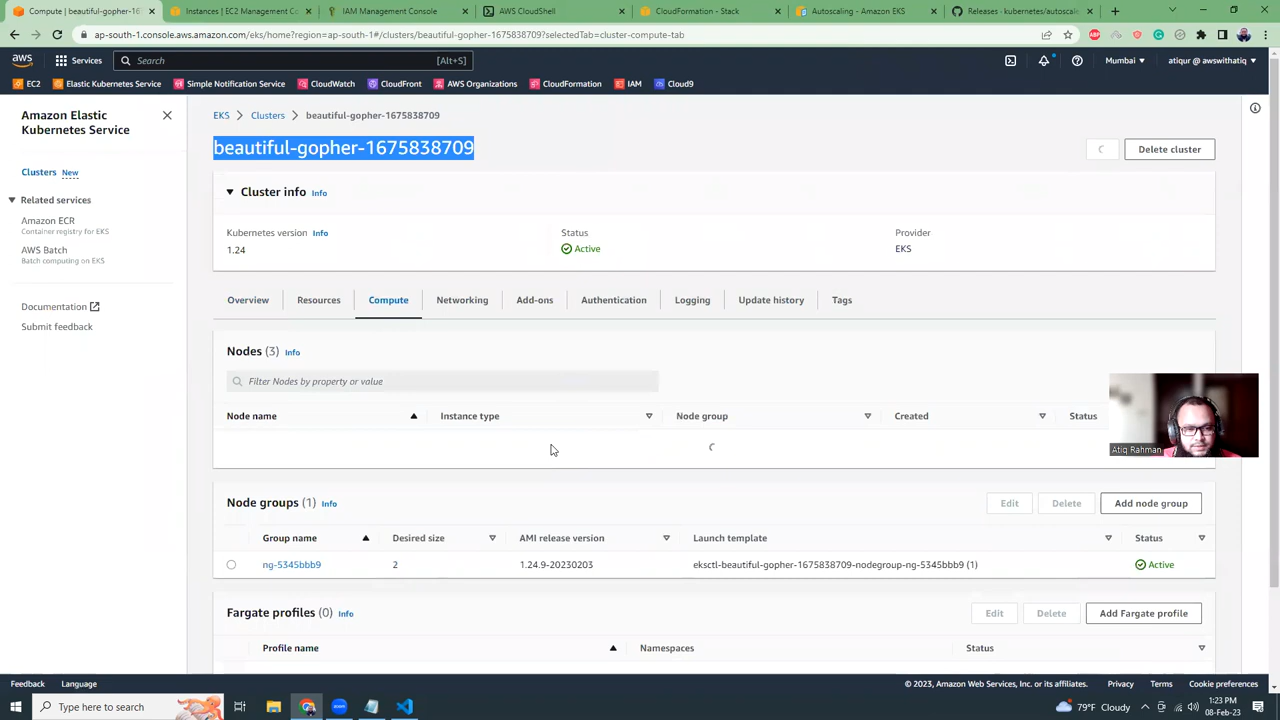 Compute | beautiful-gopher-16758387
Instances | EC2 Management Con
IAM Management Console
AWS CloudShell
CloudFormation - Stack
Autoscaling - Amazon EKS
Releases · kubernetes/autoscale
ap-south-1.console.aws.amazon.com/eks/home?region=ap-south-1#/clusters/beautiful-gopher-1675838709?selectedTab=cluster-compute-tab
aws
Services
Search
[Alt+S]
Mumbai
atiqur @ awswithatiq
EC2
Elastic Kubernetes Service
Simple Notification Service
CloudWatch
CloudFront
AWS Organizations
CloudFormation
IAM
Cloud9
Amazon Elastic
Kubernetes Service
Clusters New
Related services
Amazon ECR
Container registry for EKS
AWS Batch
Batch computing on EKS
Documentation
Submit feedback
EKS
Clusters
beautiful-gopher-1675838709
beautiful-gopher-1675838709
Delete cluster
Cluster info Info
Kubernetes version Info
Status
Provider
1.24
Active
EKS
Overview
Resources
Compute
Networking
Add-ons
Authentication
Logging
Update history
Tags
Nodes (3) Info
Filter Nodes by property or value
Node name
Instance type
Node group
Created
Status
Atiq Rahman
Node groups (1) Info
Edit
Delete
Add node group
Group name
Desired size
AMI release version
Launch template
Status
ng-5345bbb9
2
1.24.9-20230203
eksctl-beautiful-gopher-1675838709-nodegroup-ng-5345bbb9 (1)
Active
Fargate profiles (0) Info
Edit
Delete
Add Fargate profile
Profile name
Namespaces
Status
Feedback
Language
© 2023, Amazon Web Services, Inc. or its affiliates.
Privacy
Terms
Cookie preferences
Type here to search
79°F Cloudy
1:23 PM
08-Feb-23